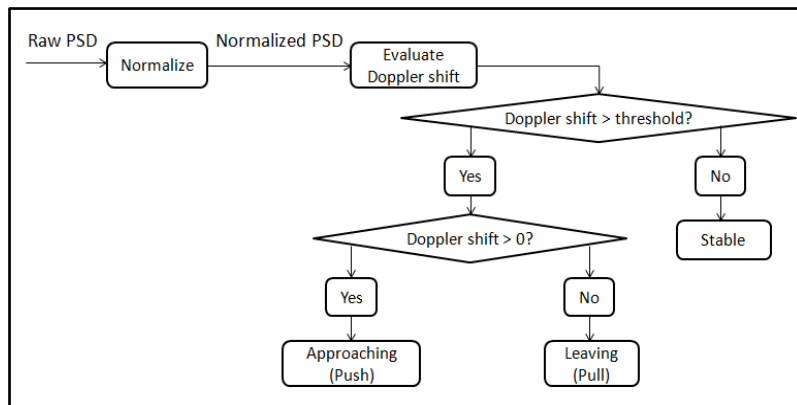 Raw PSD
Normalize
Normalized PSD
Evaluate
Doppler shift
Doppler shift > threshold?
Yes
No
Stable
Doppler shift > 0?
Yes
No
Approaching
(Push)
Leaving
(Pull)